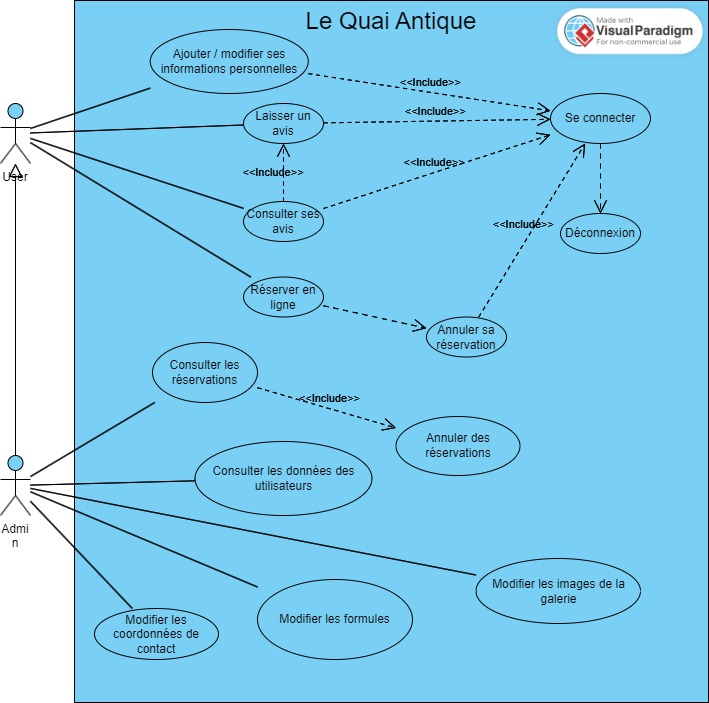 Le Quai Antique
Made with
VisualParadigm
For non-commercial use
Ajouter / modifier ses
informations personnelles
<<Include>>
Laisser un
avis
<<Include>>
Se connecter
<<Include>>
<<Include>>
User
Consulter ses
avis
<<Include>>
Déconnexion
Réserver en
ligne
Annuler sa
réservation
Consulter les
réservations
<<Include>>
Annuler des
réservations
Consulter les données des
utilisateurs
Admi
n
Modifier les images de la
galerie
Modifier les
coordonnées de
contact
Modifier les formules